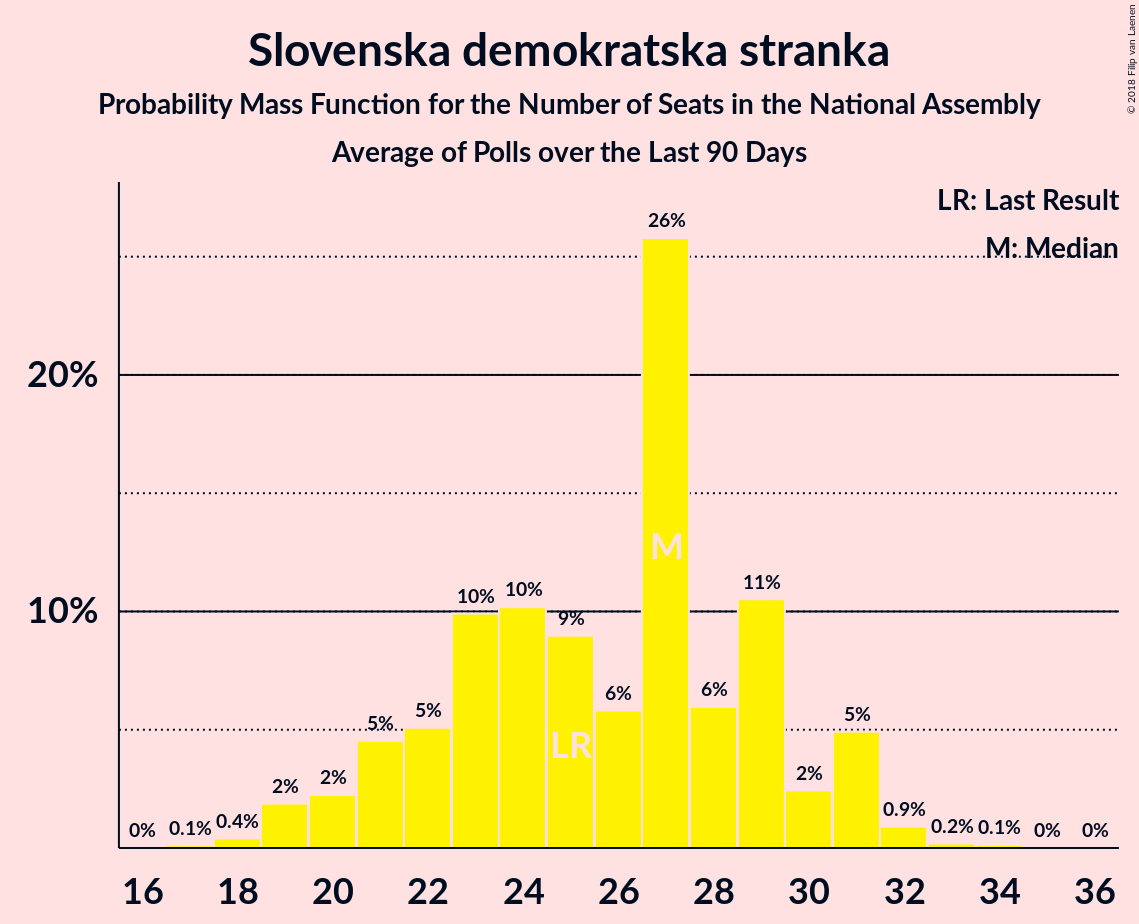 Slovenska demokratska stranka
Probability Mass Function for the Number of Seats in the National Assembly
Average of Polls over the Last 90 Days
© 2018 Filip van Laenen
LR: Last Result
M: Median
20%
10%
0%
0.1%
0.4%
2%
2%
5%
5%
10%
10%
9%
6%
26%
6%
11%
2%
5%
0.9%
0.2%
0.1%
0%
0%
LR
M
16 18 20 22 24 26 28 30 32 34 36